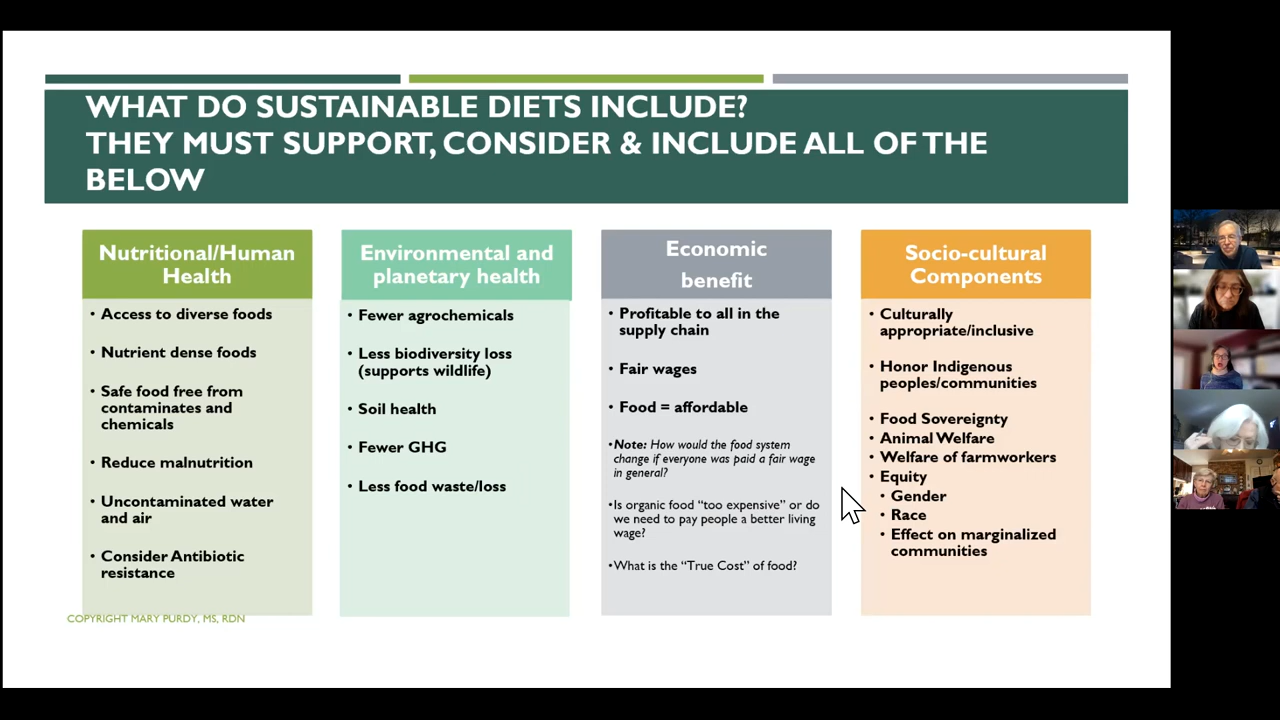 WHAT DO SUSTAINABLE DIETS INCLUDE?
THEY MUST SUPPORT, CONSIDER & INCLUDE ALL OF THE
BELOW
Nutritional/Human
Health
• Access to diverse foods
• Nutrient dense foods
• Safe food free from
contaminates and
chemicals
• Reduce malnutrition
• Uncontaminated water
and air
• Consider Antibiotic
resistance
Environmental and
planetary health
• Fewer agrochemicals
• Less biodiversity loss
(supports wildlife)
• Soil health
• Fewer GHG
• Less food waste/loss
Economic
benefit
• Profitable to all in the
supply chain
• Fair wages
• Food = affordable
•Note: How would the food system
change if everyone was paid a fair wage
in general?
•Is organic food “too expensive” or do
we need to pay people a better living
wage?
•What is the “True Cost” of food?
Socio-cultural
Components
• Culturally
appropriate/inclusive
• Honor Indigenous
peoples/communities
• Food Sovereignty
• Animal Welfare
• Welfare of farmworkers
• Equity
• Gender
• Race
• Effect on marginalized
communities
COPYRIGHT MARY PURDY, MS, RDN